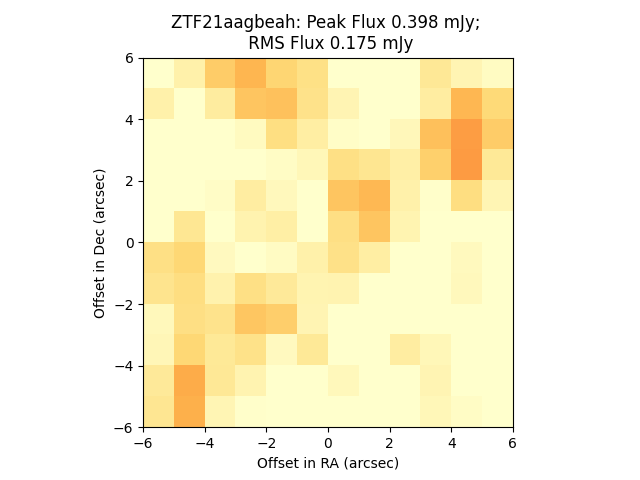 ZTF21aagbeah: Peak Flux 0.398 mJy;
RMS Flux 0.175 mJy
6
4
2
0
−2
−4
−6
Offset in Dec (arcsec)
−6 −4 −2 0 2 4 6
Offset in RA (arcsec)